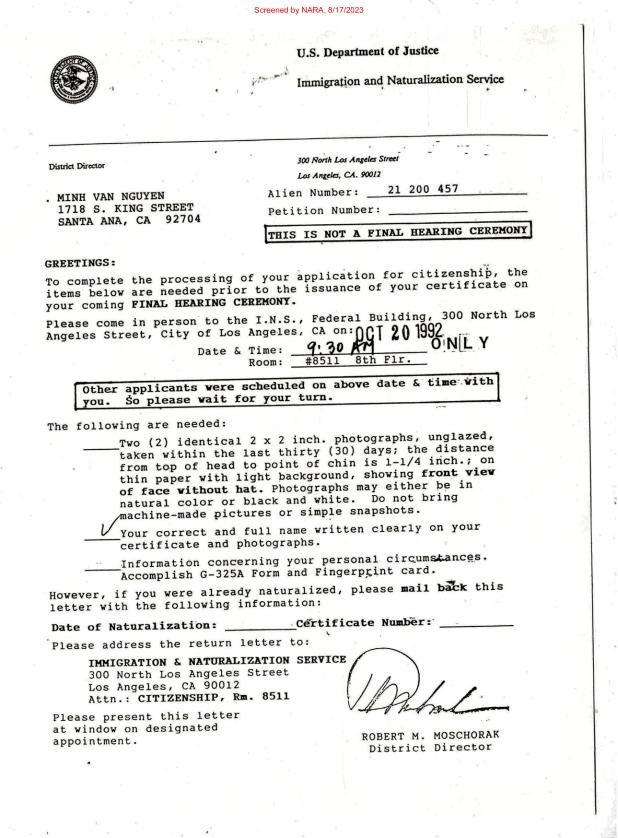 Screened by NARA, 8/17/2023
U.S. Department of Justice
Immigration and Naturalization Service
District Director
300 North Los Angeles Street
Los Angeles, CA. 90012
MINH VAN NGUYEN
1718 S. KING STREET
SANTA ANA, CA 92704
Alien Number: 21 200 457
Petition Number: ____________
THIS IS NOT A FINAL HEARING CEREMONY
GREETINGS:
To complete the processing of your application for citizenship, the
items below are needed prior to the issuance of your certificate on
your coming FINAL HEARING CEREMONY.
Please come in person to the I.N.S., Federal Building, 300 North Los
Angeles Street, City of Los Angeles, CA on: OCT 20 1992
Date & Time: 9:30 AM ONLY
Room: #8511 8th Flr.
Other applicants were scheduled on above date & time with
you. So please wait for your turn.
The following are needed:
____Two (2) identical 2 x 2 inch. photographs, unglazed,
taken within the last thirty (30) days; the distance
from top of head to point of chin is 1-1/4 inch.; on
thin paper with light background, showing front view
of face without hat. Photographs may either be in
natural color or black and white. Do not bring
machine-made pictures or simple snapshots.
✓ Your correct and full name written clearly on your
certificate and photographs.
____Information concerning your personal circumstances.
Accomplish G-325A Form and Fingerprint card.
However, if you were already naturalized, please mail back this
letter with the following information:
Date of Naturalization: __________Certificate Number: __________
Please address the return letter to:
IMMIGRATION & NATURALIZATION SERVICE
300 North Los Angeles Street
Los Angeles, CA 90012
Attn.: CITIZENSHIP, Rm. 8511
Please present this letter
at window on designated
appointment.
ROBERT M. MOSCHORAK
District Director